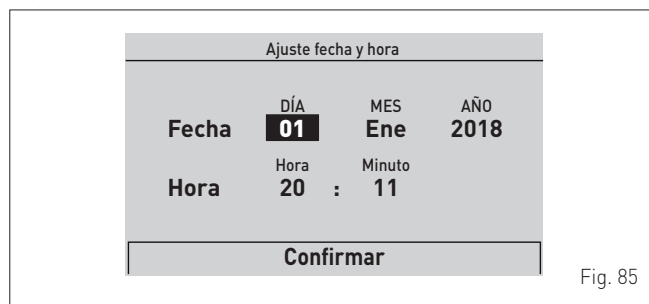 Ajuste fecha y hora
DÍA MES AÑO
Fecha 01 Ene 2018
Hora Minuto
Hora 20 : 11
Confirmar
Fig. 85